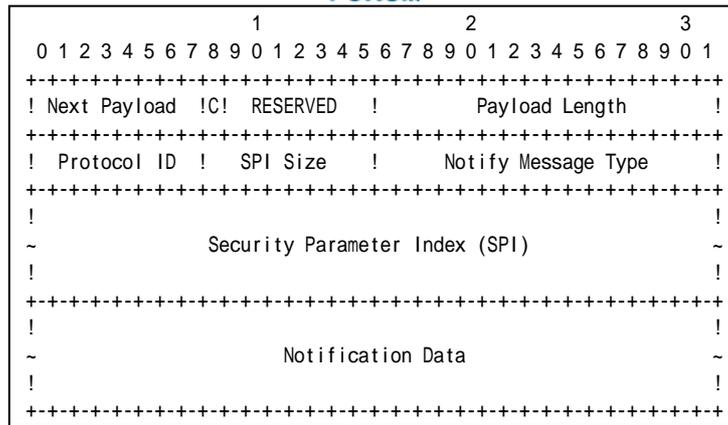 1 2 3
0 1 2 3 4 5 6 7 8 9 0 1 2 3 4 5 6 7 8 9 0 1 2 3 4 5 6 7 8 9 0 1
+-+-+-+-+-+-+-+-+-+-+-+-+-+-+-+-+-+-+-+-+-+-+-+-+-+-+-+-+-+-+-+-+
! Next Payload !C! RESERVED ! Payload Length !
+-+-+-+-+-+-+-+-+-+-+-+-+-+-+-+-+-+-+-+-+-+-+-+-+-+-+-+-+-+-+-+-+
! Protocol ID ! SPI Size ! Notify Message Type !
+-+-+-+-+-+-+-+-+-+-+-+-+-+-+-+-+-+-+-+-+-+-+-+-+-+-+-+-+-+-+-+-+
! !
~ Security Parameter Index (SPI) ~
! !
+-+-+-+-+-+-+-+-+-+-+-+-+-+-+-+-+-+-+-+-+-+-+-+-+-+-+-+-+-+-+-+-+
! !
~ Notification Data ~
! !
+-+-+-+-+-+-+-+-+-+-+-+-+-+-+-+-+-+-+-+-+-+-+-+-+-+-+-+-+-+-+-+-+